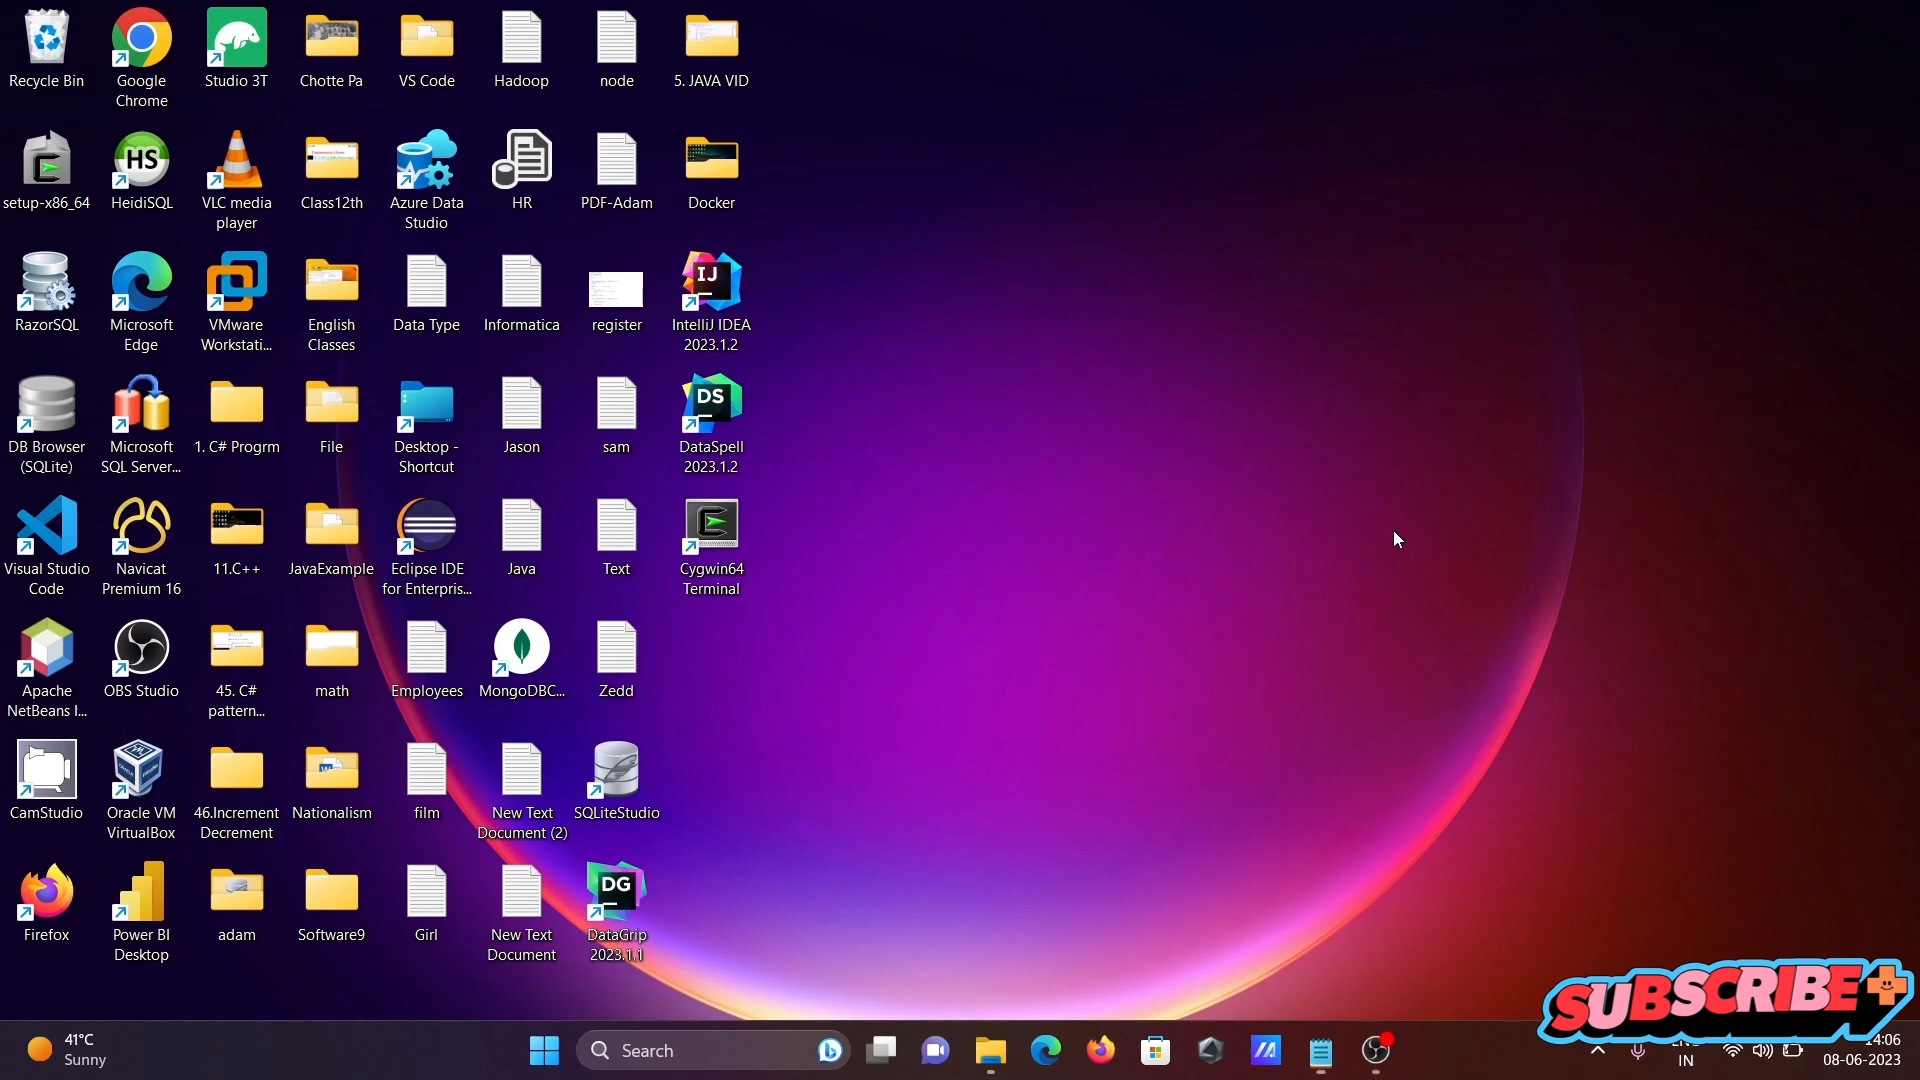 Recycle Bin
Google
Chrome
Studio 3T
Chotte Pa
VS Code
Hadoop
node
5. JAVA VID
setup-x86_64
HS
HeidiSQL
VLC media
player
Class12th
Azure Data
Studio
HR
PDF-Adam
Docker
RazorSQL
Microsoft
Edge
VMware
Workstati...
English
Classes
Data Type
Informatica
register
IJ
IntelliJ IDEA
2023.1.2
DB Browser
(SQLite)
Microsoft
SQL Server...
1. C# Progrm
File
Desktop -
Shortcut
Jason
sam
DS
DataSpell
2023.1.2
Visual Studio
Code
Navicat
Premium 16
11.C++
JavaExample
Eclipse IDE
for Enterpris...
Java
Text
Cygwin64
Terminal
Apache
NetBeans I...
OBS Studio
45. C#
pattern...
math
Employees
MongoDBC...
Zedd
CamStudio
Oracle VM
VirtualBox
46.Increment
Decrement
Nationalism
film
New Text
Document (2)
SQLiteStudio
Firefox
Power BI
Desktop
adam
Software9
Girl
New Text
Document
DG
DataGrip
2023.1.1
SUBSCRIBE
41°C
Sunny
Search
IN
14:06
08-06-2023